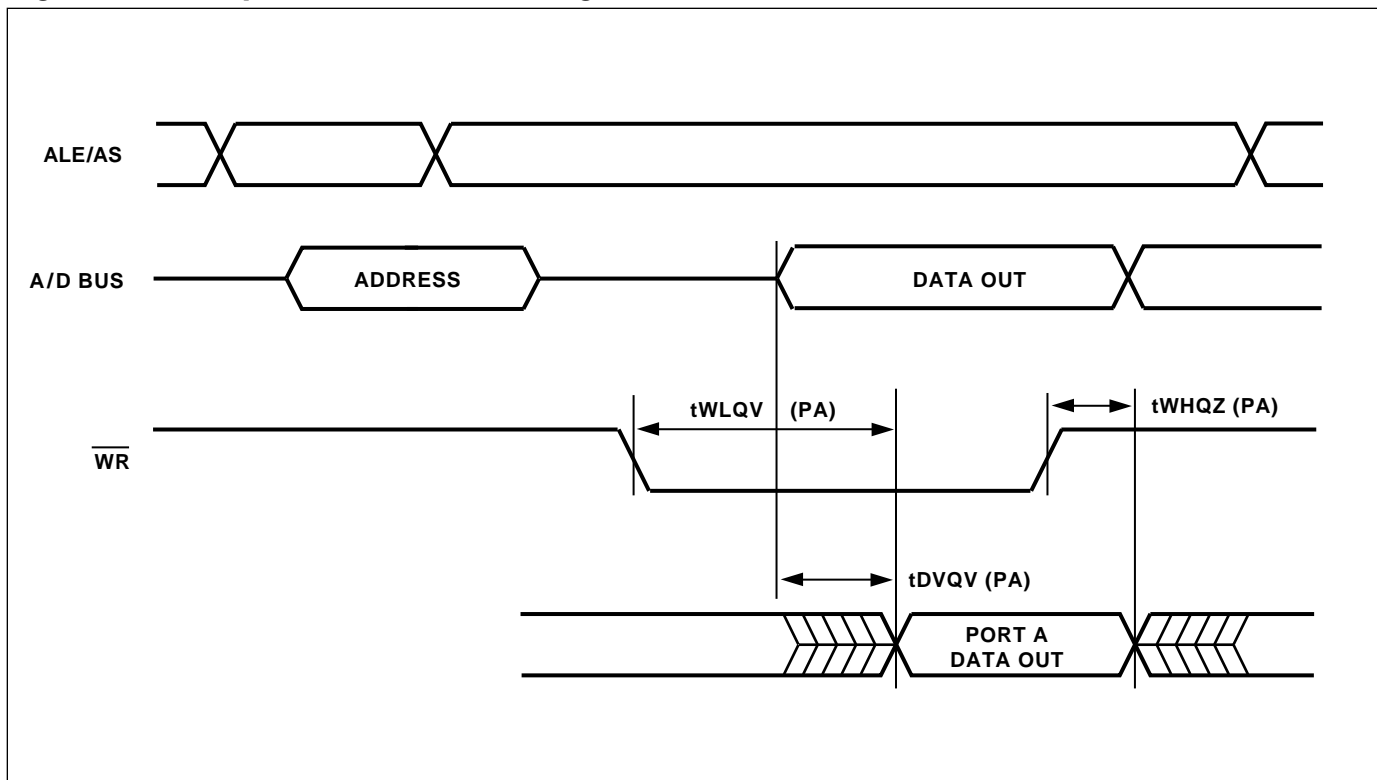 ALE/AS
A/D BUS
ADDRESS
DATA OUT
tWLQV (PA)
tWHQZ (PA)
WR
tDVQV (PA)
PORT A
DATA OUT